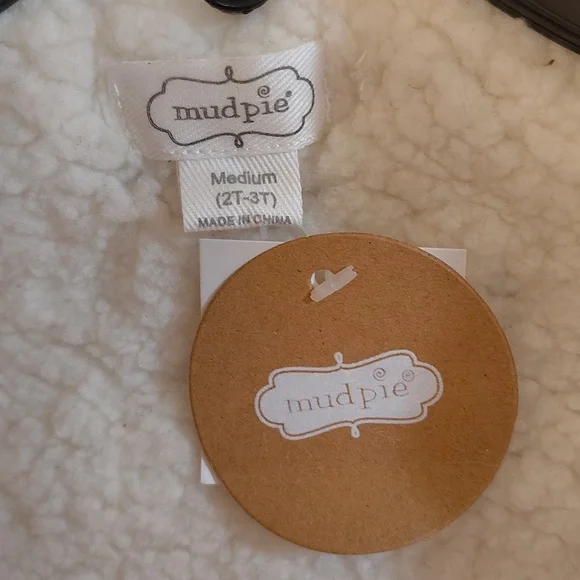 mudpie®
Medium
(2T-3T)
MADE IN CHINA
mudpie®